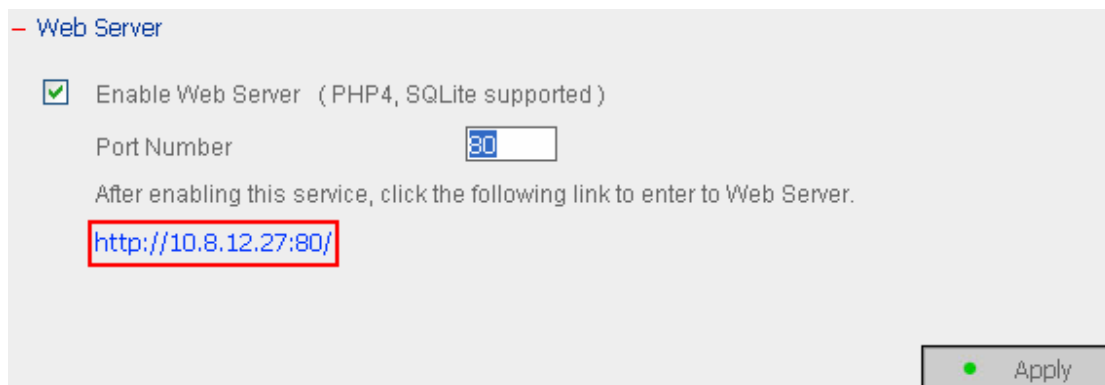 – Web Server
Enable Web Server ( PHP4, SQLite supported )
Port Number 80
After enabling this service, click the following link to enter to Web Server.
http://10.8.12.27:80/
Apply